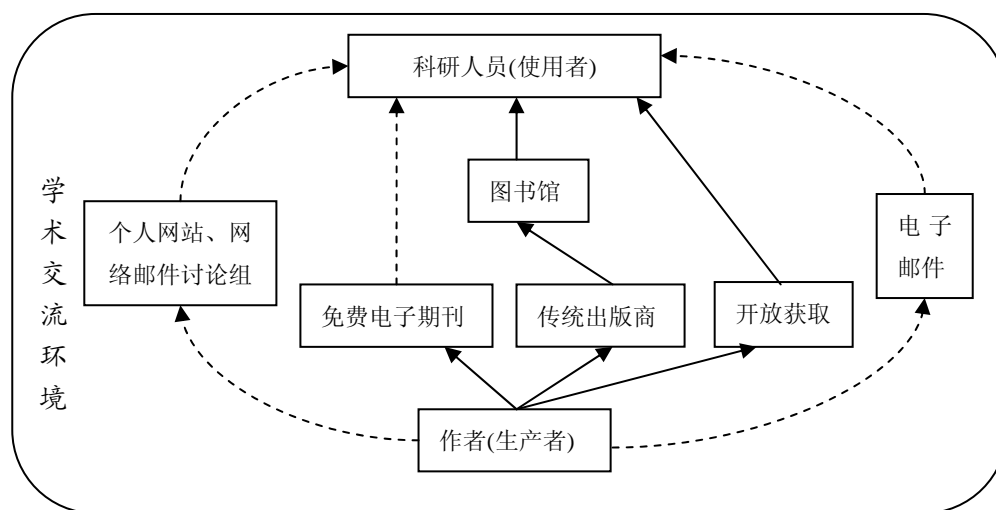 科研人员(使用者)
图书馆
学术交流环境
个人网站、网
络邮件讨论组
电 子
邮件
免费电子期刊
传统出版商
开放获取
作者(生产者)